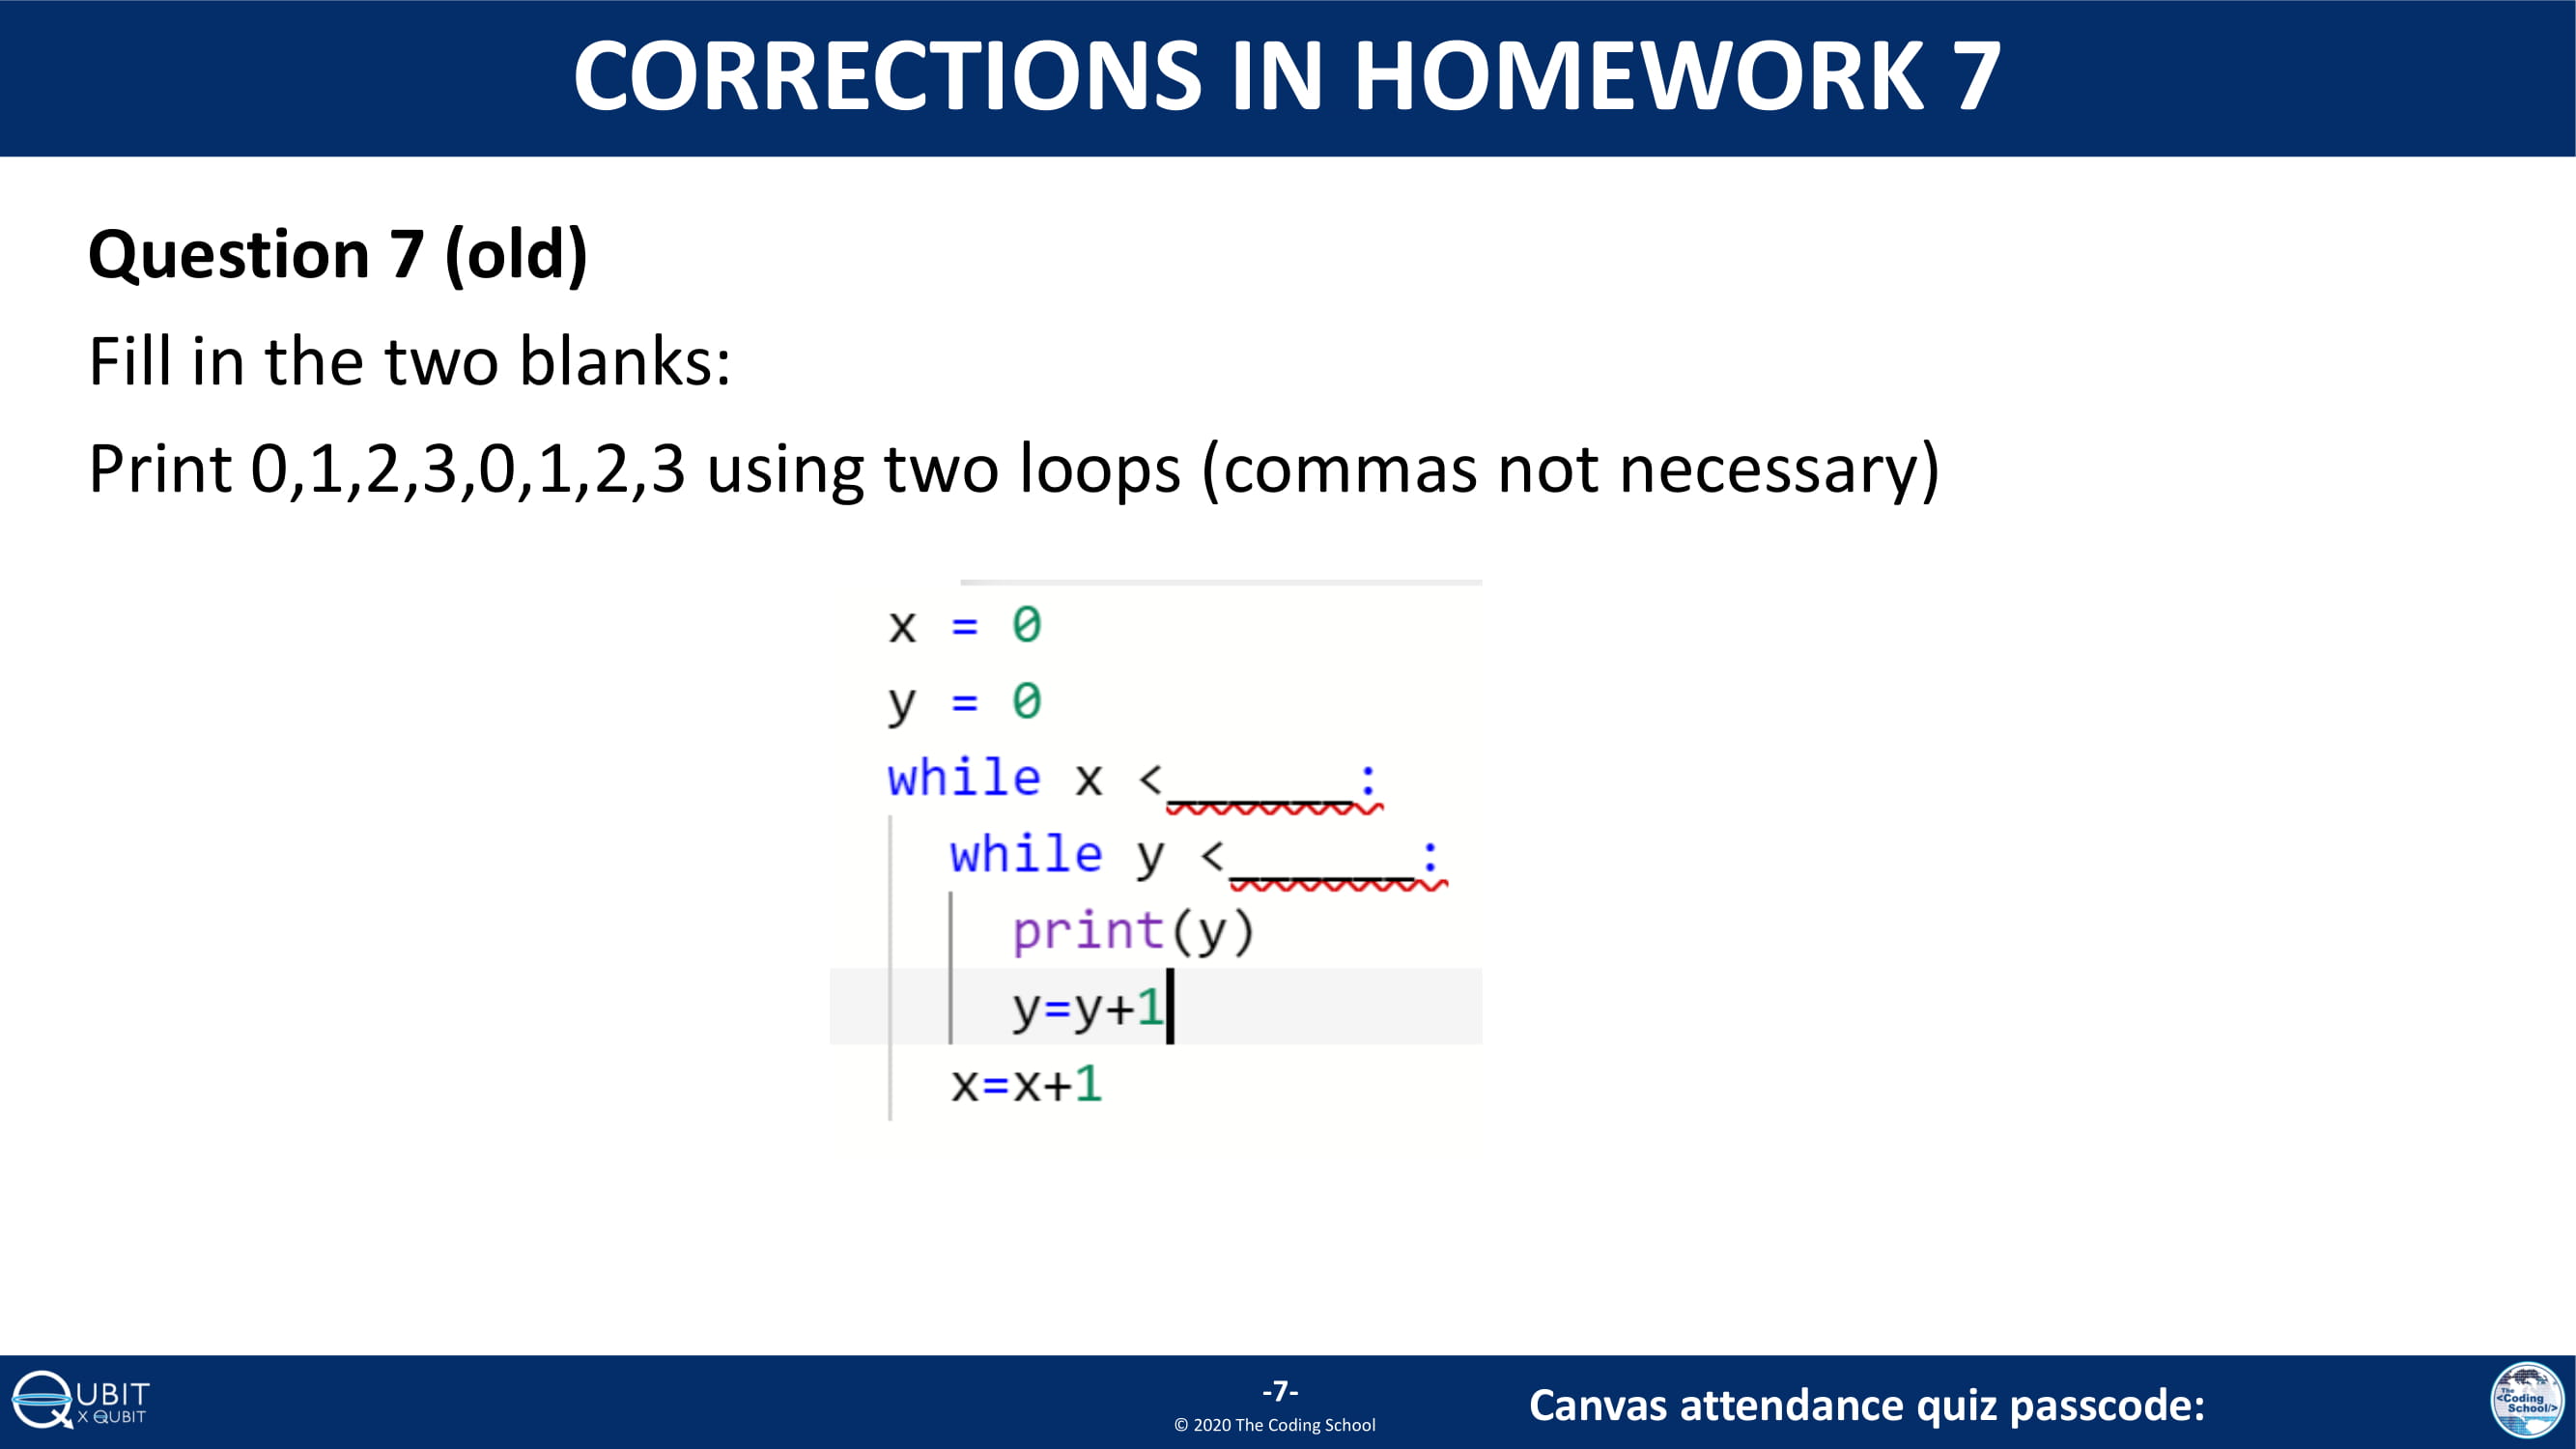 CORRECTIONS IN HOMEWORK 7
Question 7 (old)
Fill in the two blanks:
Print 0,1,2,3,0,1,2,3 using two loops (commas not necessary)
x = 0
y = 0
while x <______:
while y <______:
print(y)
y=y+1
x=x+1
QUBIT
X QUBIT
-7-
© 2020 The Coding School
Canvas attendance quiz passcode:
The
<Coding
School/>